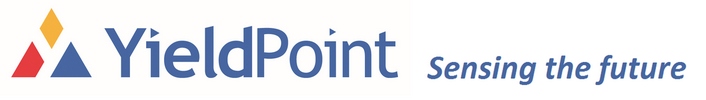 YieldPoint
Sensing the future